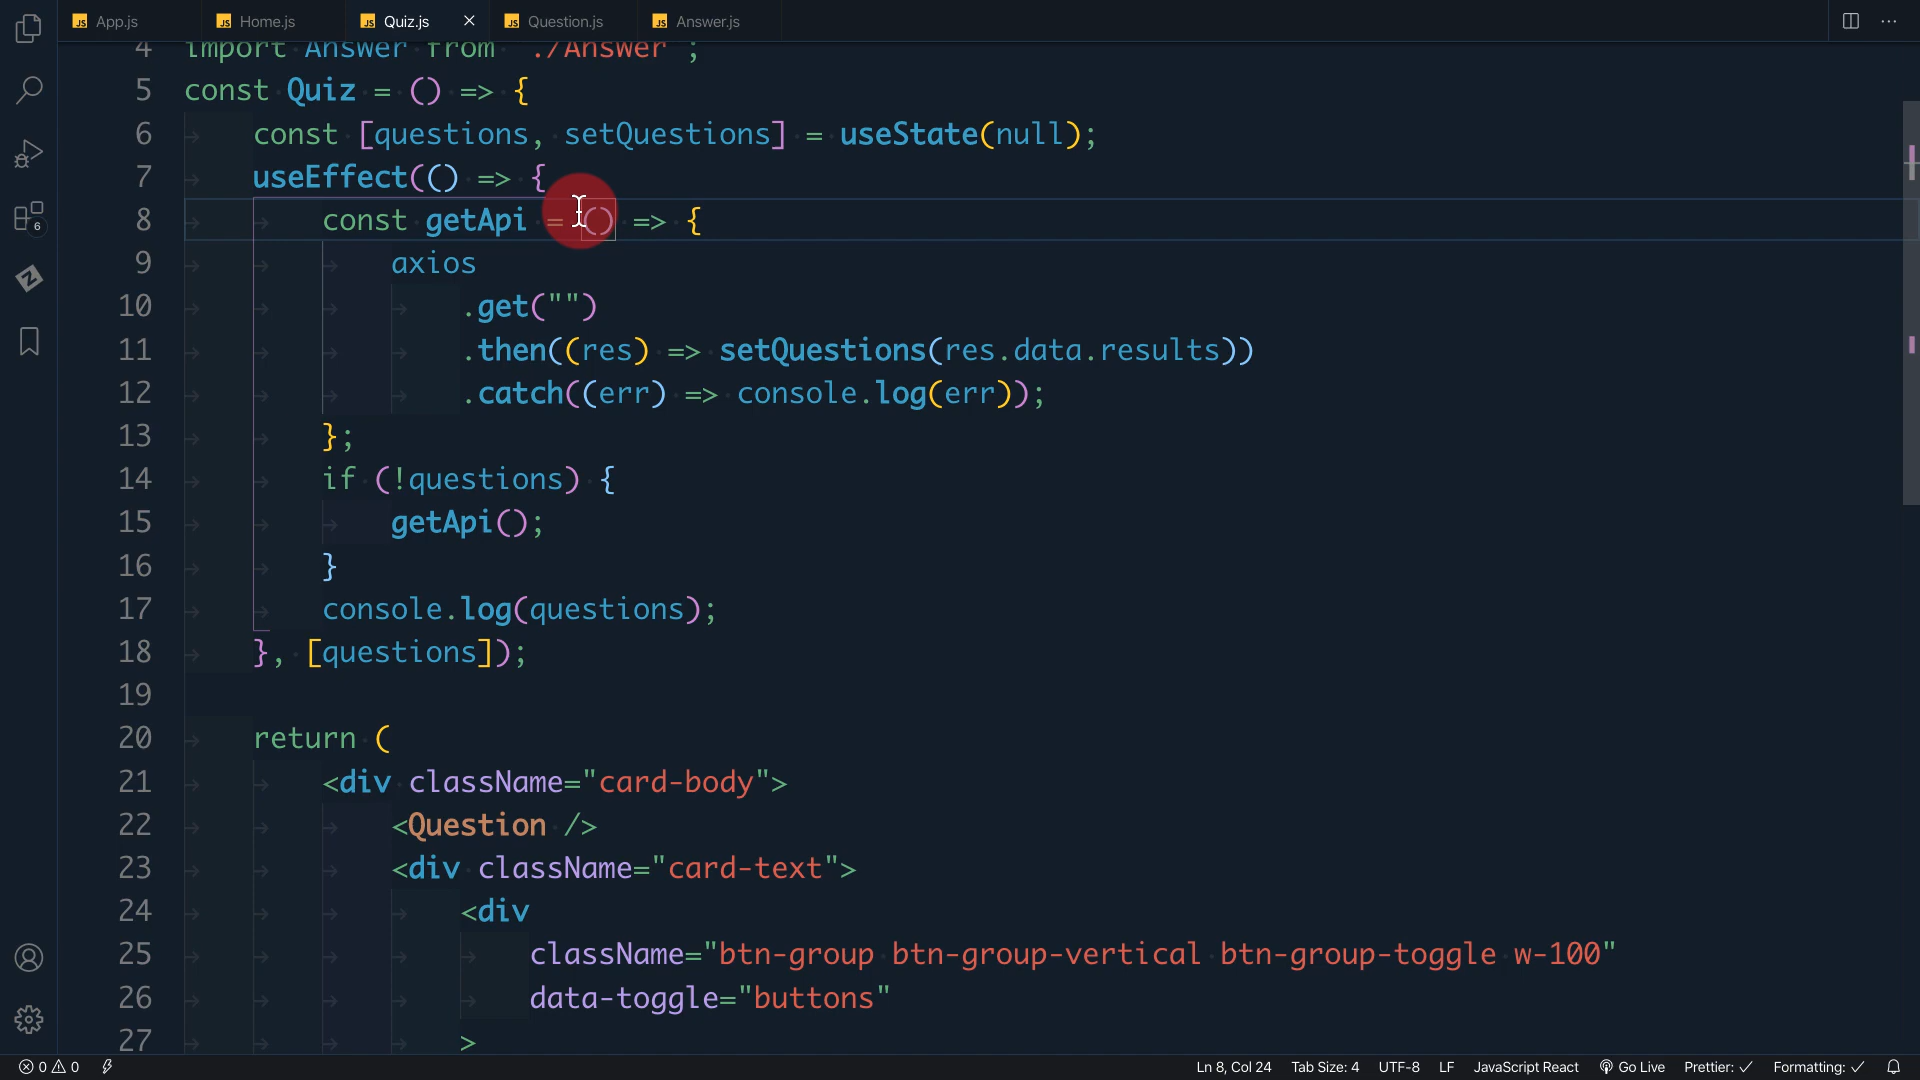 App.js
Home.js
Quiz.js
Question.js
Answer.js
4 import Answer from "./Answer";
5 const Quiz = () => {
6 const [questions, setQuestions] = useState(null);
7 useEffect(() => {
8 const getApi = () => {
9 axios
10 .get("")
11 .then((res) => setQuestions(res.data.results))
12 .catch((err) => console.log(err));
13 };
14 if (!questions) {
15 getApi();
16 }
17 console.log(questions);
18 }, [questions]);
19
20 return (
21 <div className="card-body">
22 <Question />
23 <div className="card-text">
24 <div
25 className="btn-group btn-group-vertical btn-group-toggle w-100"
26 data-toggle="buttons"
27 >
6
0 0
Ln 8, Col 24
Tab Size: 4
UTF-8
LF
JavaScript React
Go Live
Prettier: ✓
Formatting: ✓